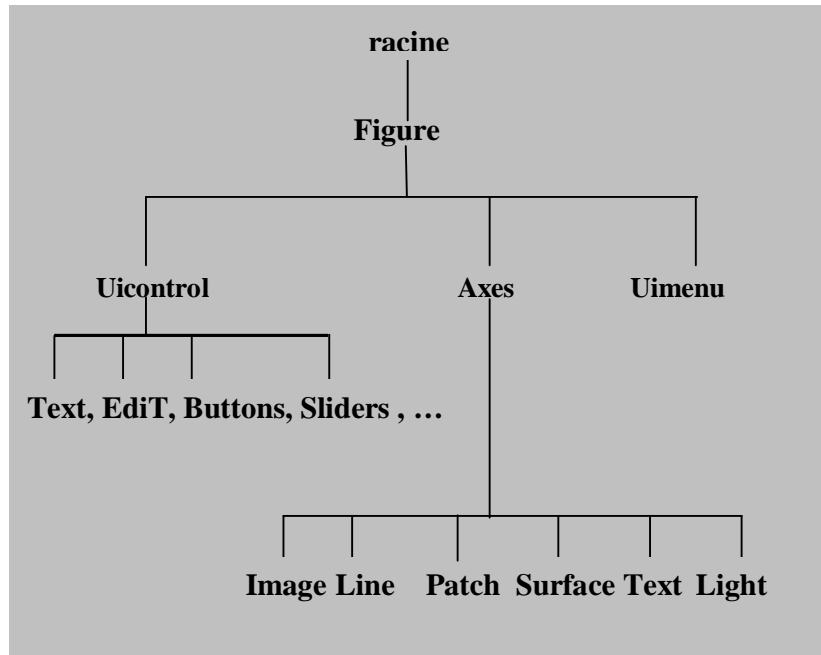 racine
Figure
Uicontrol Axes Uimenu
Text, EdiT, Buttons, Sliders , …
Image Line Patch Surface Text Light